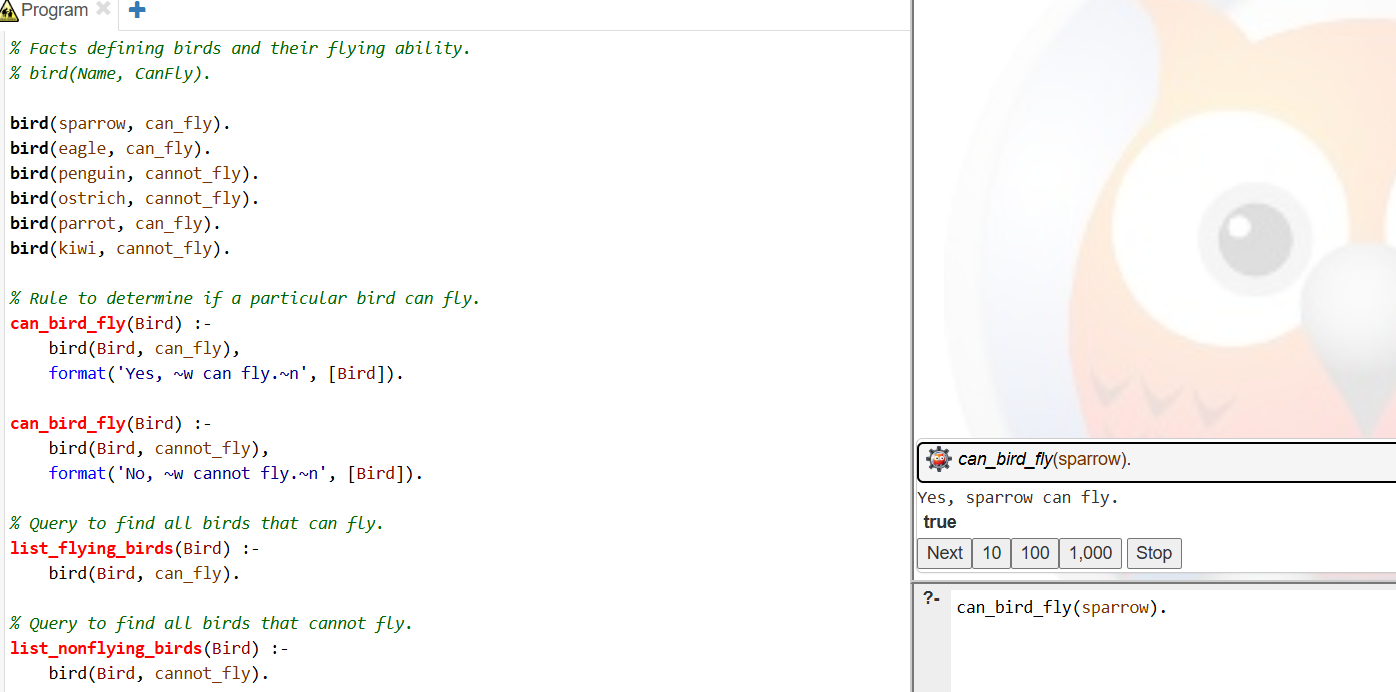 Program
% Facts defining birds and their flying ability.
% bird(Name, CanFly).
bird(sparrow, can_fly).
bird(eagle, can_fly).
bird(penguin, cannot_fly).
bird(ostrich, cannot_fly).
bird(parrot, can_fly).
bird(kiwi, cannot_fly).
% Rule to determine if a particular bird can fly.
can_bird_fly(Bird) :-
    bird(Bird, can_fly),
    format('Yes, ~w can fly.~n', [Bird]).
can_bird_fly(Bird) :-
    bird(Bird, cannot_fly),
    format('No, ~w cannot fly.~n', [Bird]).
% Query to find all birds that can fly.
list_flying_birds(Bird) :-
    bird(Bird, can_fly).
% Query to find all birds that cannot fly.
list_nonflying_birds(Bird) :-
    bird(Bird, cannot_fly).
can_bird_fly(sparrow).
Yes, sparrow can fly.
true
Next 10 100 1,000 Stop
?- can_bird_fly(sparrow).